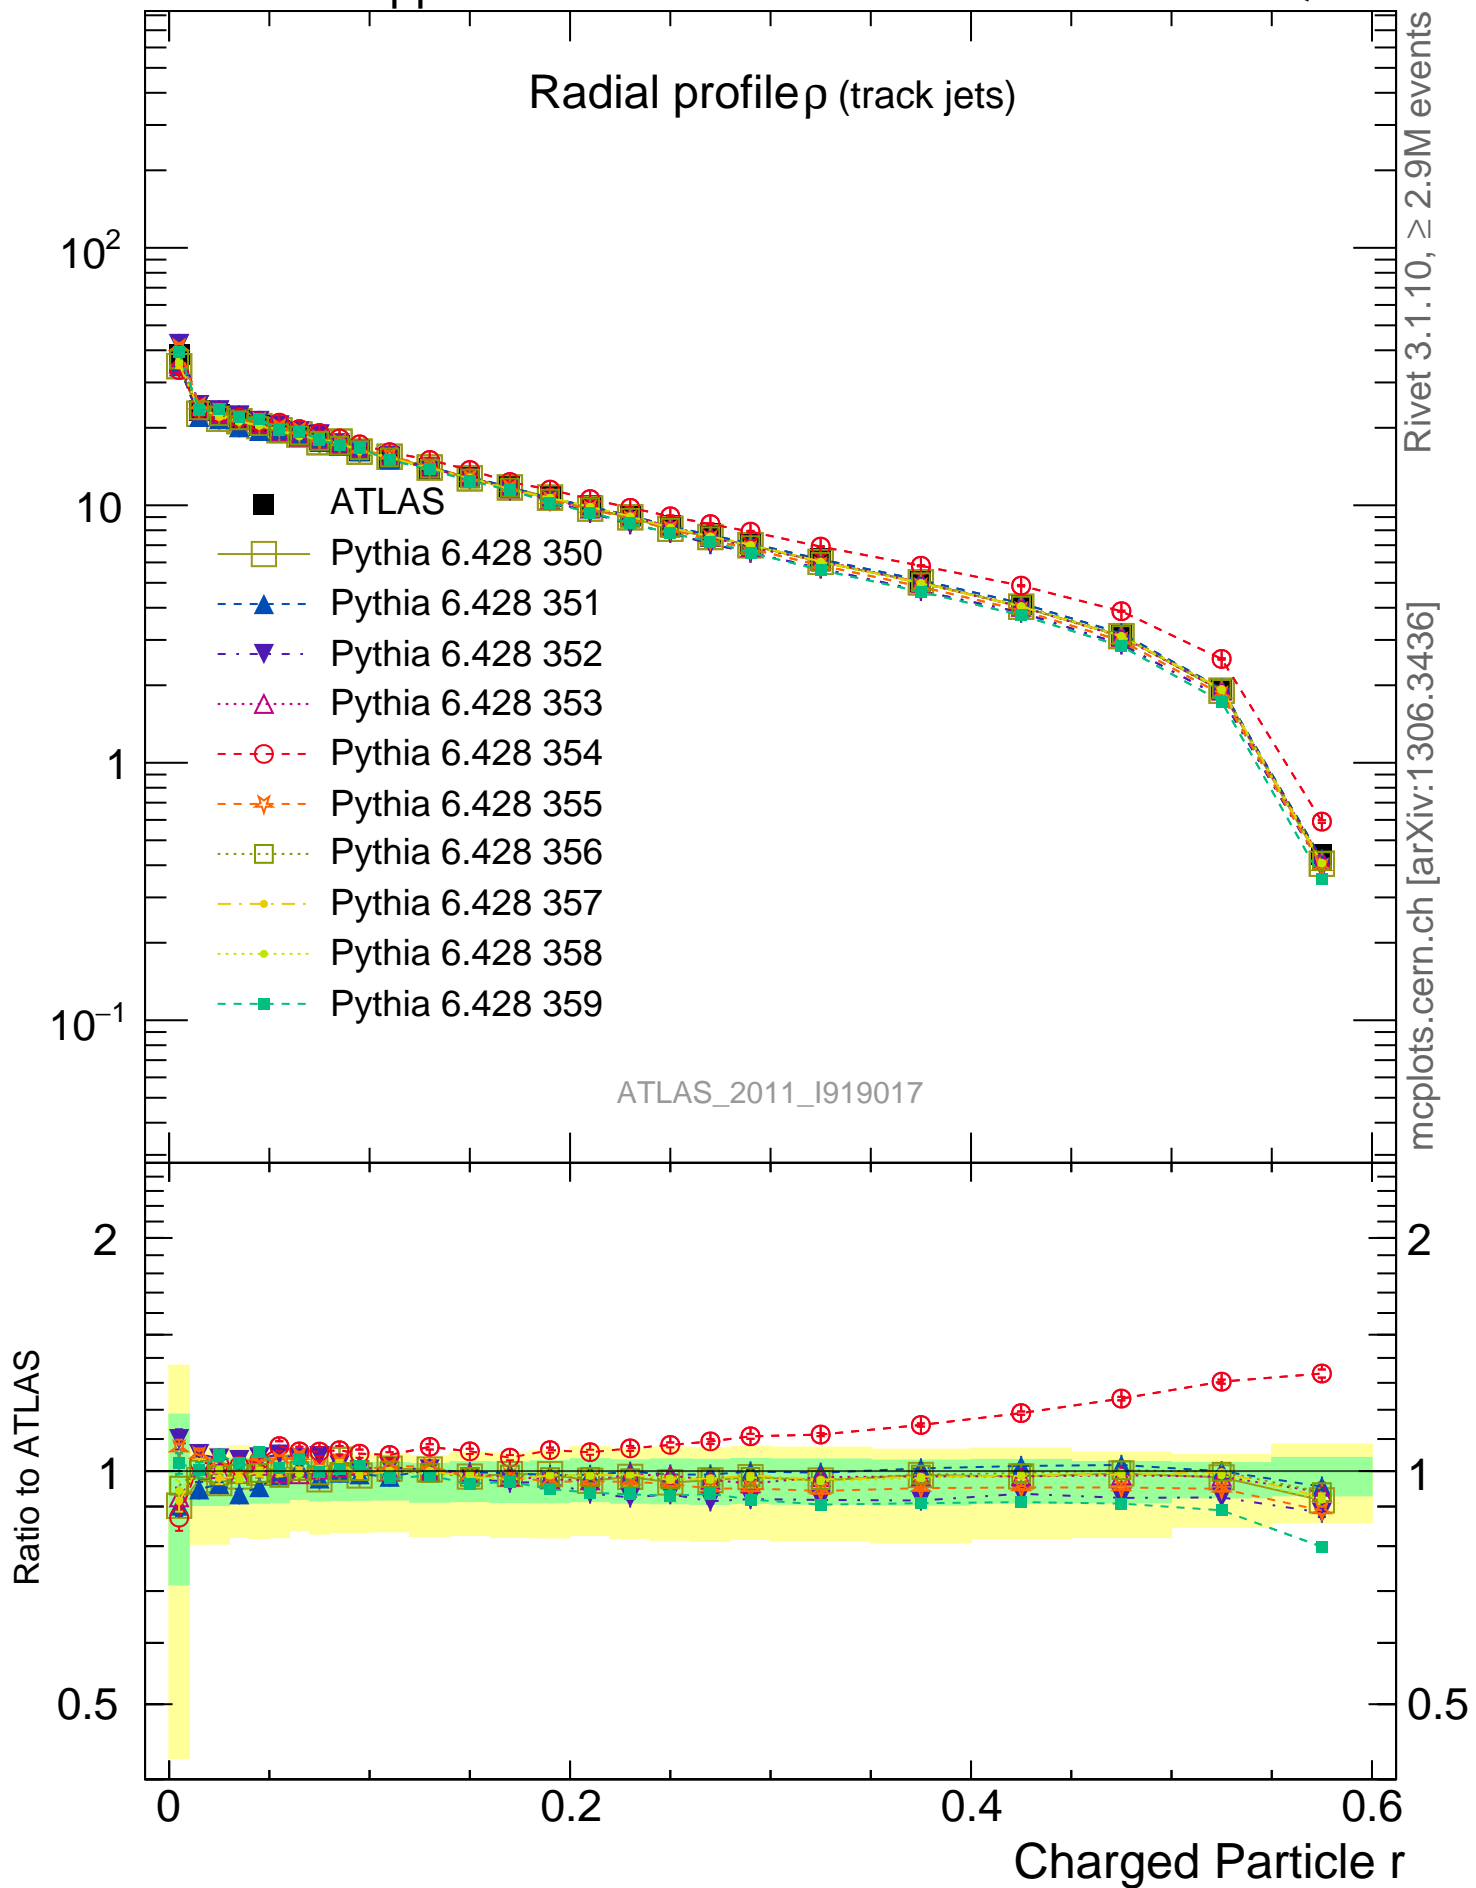 Radial profile ρ (track jets)
10²
10
1
10⁻¹
ATLAS
Pythia 6.428 350
Pythia 6.428 351
Pythia 6.428 352
Pythia 6.428 353
Pythia 6.428 354
Pythia 6.428 355
Pythia 6.428 356
Pythia 6.428 357
Pythia 6.428 358
Pythia 6.428 359
ATLAS_2011_I919017
Rivet 3.1.10, ≥ 2.9M events
mcplots.cern.ch [arXiv:1306.3436]
Ratio to ATLAS
2
1
0.5
2
1
0.5
0
0.2
0.4
0.6
Charged Particle r